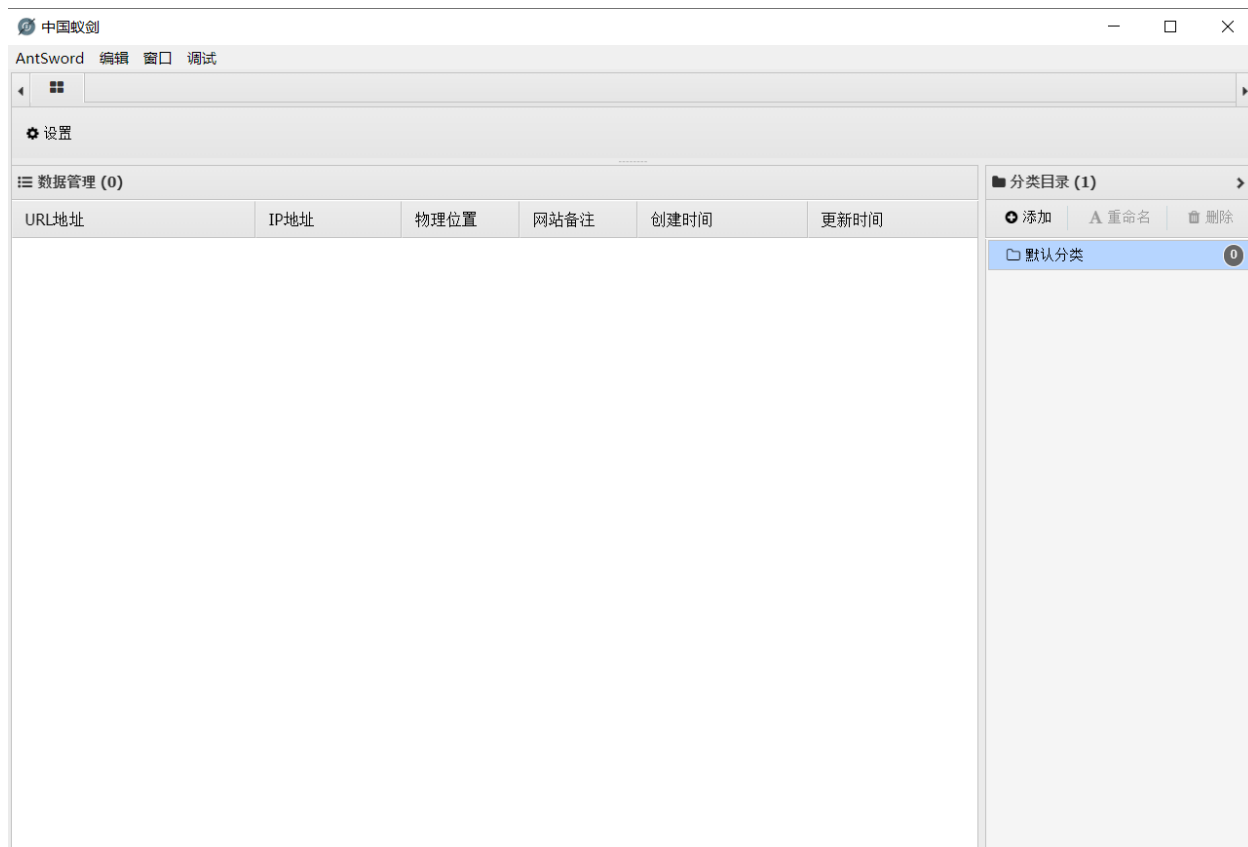 中国蚁剑
AntSword 编辑 窗口 调试
设置
数据管理 (0)
URL地址 IP地址 物理位置 网站备注 创建时间 更新时间
分类目录 (1)
添加 A 重命名 删除
默认分类 0